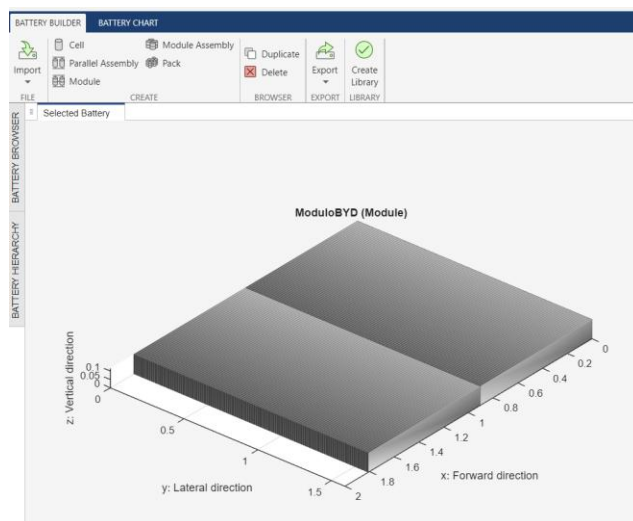 BATTERY BUILDER BATTERY CHART
Import
Cell
Parallel Assembly
Module
Module Assembly
Pack
Duplicate
Delete
Export
Create
Library
FILE CREATE BROWSER EXPORT LIBRARY
BATTERY BROWSER
BATTERY HIERARCHY
Selected Battery
ModuloBYD (Module)
z: Vertical direction
0.1
0.05
0
0
0.5
1
1.5
y: Lateral direction
2
1.8
1.6
1.4
1.2
1
0.8
0.6
0.4
0.2
0
x: Forward direction